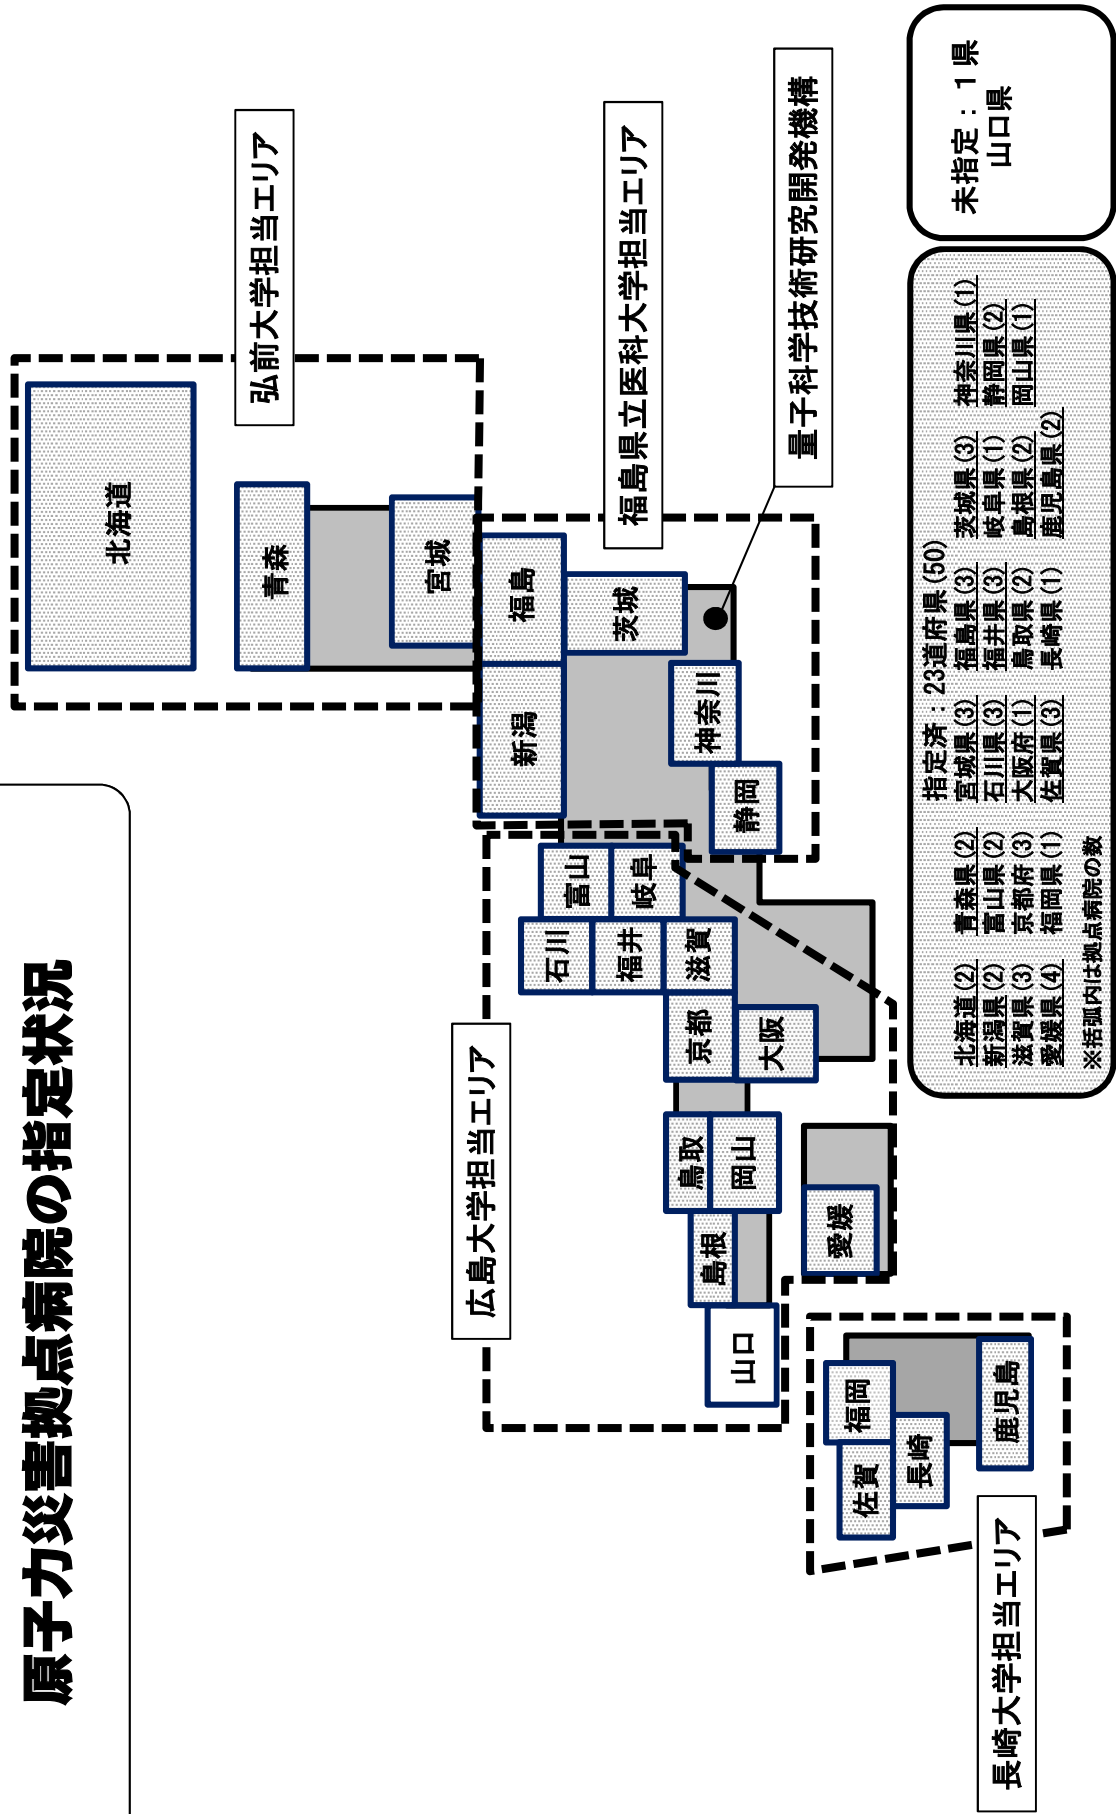 原子力災害拠点病院の指定状況
弘前大学担当エリア
北海道
青森
宮城
福島県立医科大学担当エリア
福島
新潟
茨城
神奈川
静岡
量子科学技術研究開発機構
広島大学担当エリア
富山
岐阜
石川
福井
滋賀
京都
大阪
鳥取
岡山
島根
山口
愛媛
長崎大学担当エリア
福岡
佐賀
長崎
鹿児島
指定済：23道府県(50)
北海道(2) 青森県(2) 宮城県(3) 福島県(3) 茨城県(3) 神奈川県(1)
新潟県(2) 富山県(2) 石川県(3) 福井県(3) 岐阜県(1) 静岡県(2)
滋賀県(3) 京都府(3) 大阪府(1) 鳥取県(2) 島根県(2) 岡山県(1)
愛媛県(4) 福岡県(1) 佐賀県(3) 長崎県(1) 鹿児島県(2)
※括弧内は拠点病院の数
未指定：１県
山口県